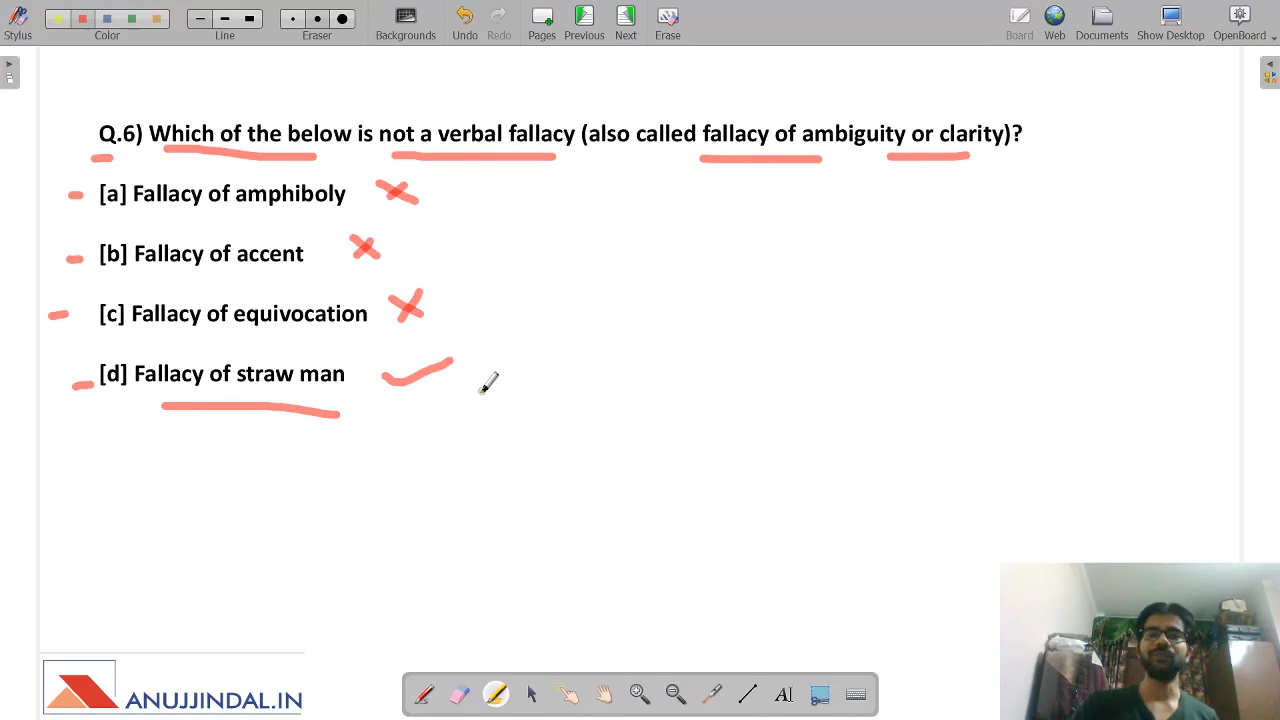 Stylus Color Line Eraser Backgrounds Undo Redo Pages Previous Next Erase Board Web Documents Show Desktop OpenBoard
Q.6) Which of the below is not a verbal fallacy (also called fallacy of ambiguity or clarity)?
[a] Fallacy of amphiboly
[b] Fallacy of accent
[c] Fallacy of equivocation
[d] Fallacy of straw man
ANUJJINDAL.IN
AI